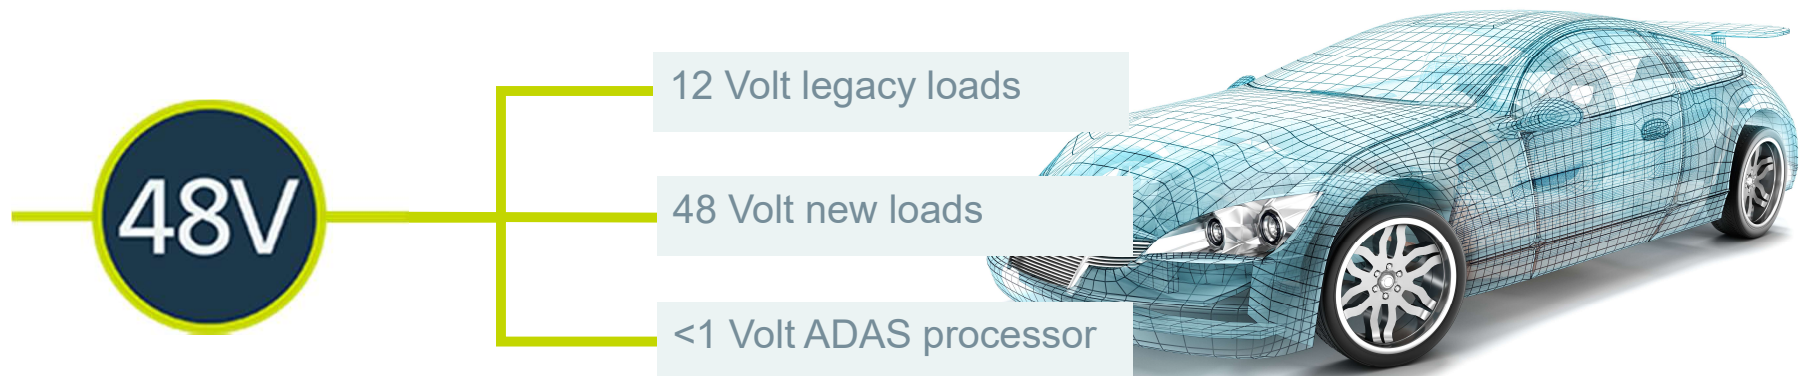 48V
12 Volt legacy loads
48 Volt new loads
<1 Volt ADAS processor